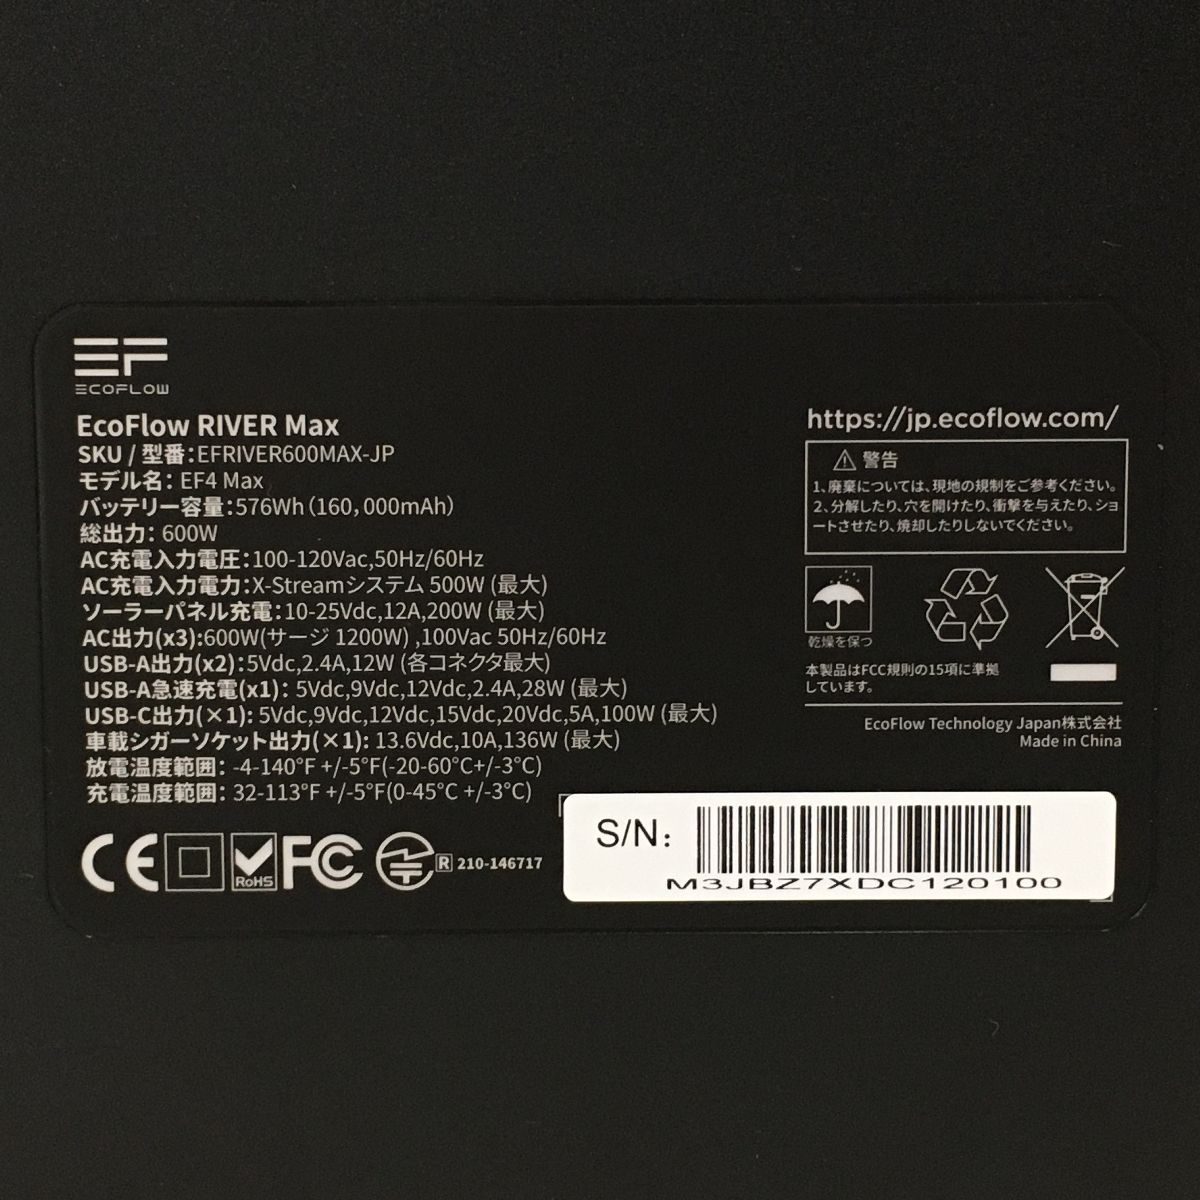 EF
ECOFLOW
EcoFlow RIVER Max
SKU / 型番:EFRIVER600MAX-JP
モデル名: EF4 Max
バッテリー容量:576Wh(160,000mAh)
総出力: 600W
AC充電入力電圧:100-120Vac,50Hz/60Hz
AC充電入力電力:X-Streamシステム 500W (最大)
ソーラーパネル充電:10-25Vdc,12A,200W (最大)
AC出力(x3):600W(サージ 1200W) ,100Vac 50Hz/60Hz
USB-A出力(x2):5Vdc,2.4A,12W (各コネクタ最大)
USB-A急速充電(x1): 5Vdc,9Vdc,12Vdc,2.4A,28W (最大)
USB-C出力(×1): 5Vdc,9Vdc,12Vdc,15Vdc,20Vdc,5A,100W (最大)
車載シガーソケット出力(×1): 13.6Vdc,10A,136W (最大)
放電温度範囲: -4-140°F +/-5°F(-20-60°C+/-3°C)
充電温度範囲: 32-113°F +/-5°F(0-45°C +/-3°C)
CE RoHS FC R 210-146717
https://jp.ecoflow.com/
警告
1、廃棄については、現地の規制をご参考ください。
2、分解したり、穴を開けたり、衝撃を与えたり、ショ
ートさせたり、焼却したりしないでください。
乾燥を保つ
本製品はFCC規則の15項に準拠
しています。
EcoFlow Technology Japan株式会社
Made in China
S/N:
M3JBZ7XDC120100